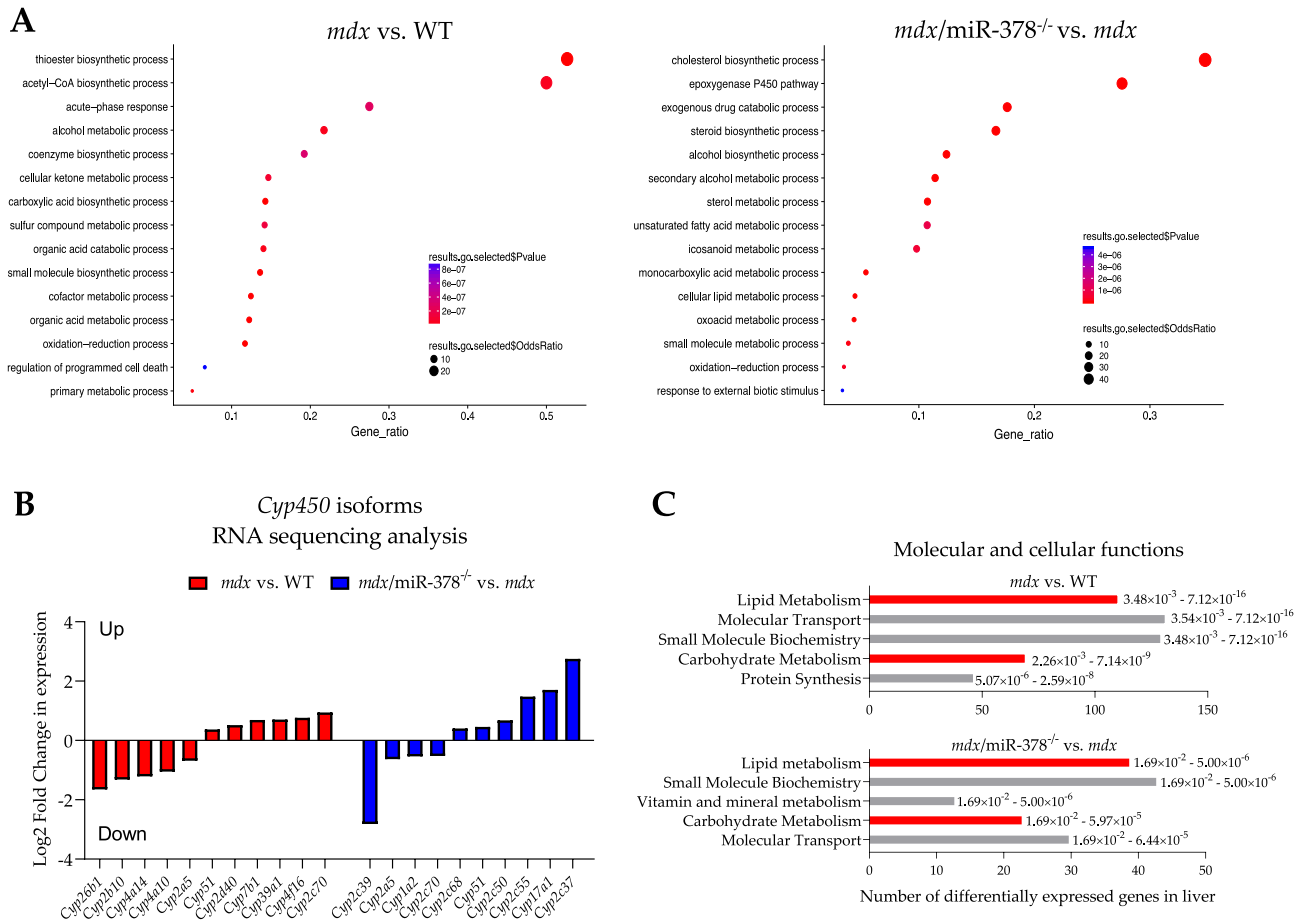 A
mdx vs. WT
thioester biosynthetic process
acetyl−CoA biosynthetic process
acute−phase response
alcohol metabolic process
coenzyme biosynthetic process
cellular ketone metabolic process
carboxylic acid biosynthetic process
sulfur compound metabolic process
organic acid catabolic process
small molecule biosynthetic process
cofactor metabolic process
organic acid metabolic process
oxidation−reduction process
regulation of programmed cell death
primary metabolic process
results.go.selected$Pvalue
8e−07
6e−07
4e−07
2e−07
results.go.selected$OddsRatio
10
20
0.1 0.2 0.3 0.4 0.5
Gene_ratio
mdx/miR-378-/- vs. mdx
cholesterol biosynthetic process
epoxygenase P450 pathway
exogenous drug catabolic process
steroid biosynthetic process
alcohol biosynthetic process
secondary alcohol metabolic process
sterol metabolic process
unsaturated fatty acid metabolic process
icosanoid metabolic process
monocarboxylic acid metabolic process
cellular lipid metabolic process
oxoacid metabolic process
small molecule metabolic process
oxidation−reduction process
response to external biotic stimulus
results.go.selected$Pvalue
4e−06
3e−06
2e−06
1e−06
results.go.selected$OddsRatio
10
20
30
40
0.1 0.2 0.3
Gene_ratio
B
Cyp450 isoforms
RNA sequencing analysis
mdx vs. WT mdx/miR-378-/- vs. mdx
Log2 Fold Change in expression
4
2
0
-2
-4
Up
Down
Cyp26b1
Cyp2b10
Cyp4a14
Cyp4a10
Cyp2a5
Cyp51
Cyp2d40
Cyp7b1
Cyp39a1
Cyp4f16
Cyp2c70
Cyp2c39
Cyp2a5
Cyp1a2
Cyp2c70
Cyp2c68
Cyp51
Cyp2c50
Cyp2c55
Cyp17a1
Cyp2c37
C
Molecular and cellular functions
mdx vs. WT
Lipid Metabolism 3.48×10-3 - 7.12×10-16
Molecular Transport 3.54×10-3 - 7.12×10-16
Small Molecule Biochemistry 3.48×10-3 - 7.12×10-16
Carbohydrate Metabolism 2.26×10-3 - 7.14×10-9
Protein Synthesis 5.07×10-6 - 2.59×10-8
0 50 100 150
mdx/miR-378-/- vs. mdx
Lipid metabolism 1.69×10-2 - 5.00×10-6
Small Molecule Biochemistry 1.69×10-2 - 5.00×10-6
Vitamin and mineral metabolism 1.69×10-2 - 5.00×10-6
Carbohydrate Metabolism 1.69×10-2 - 5.97×10-5
Molecular Transport 1.69×10-2 - 6.44×10-5
0 10 20 30 40 50
Number of differentially expressed genes in liver